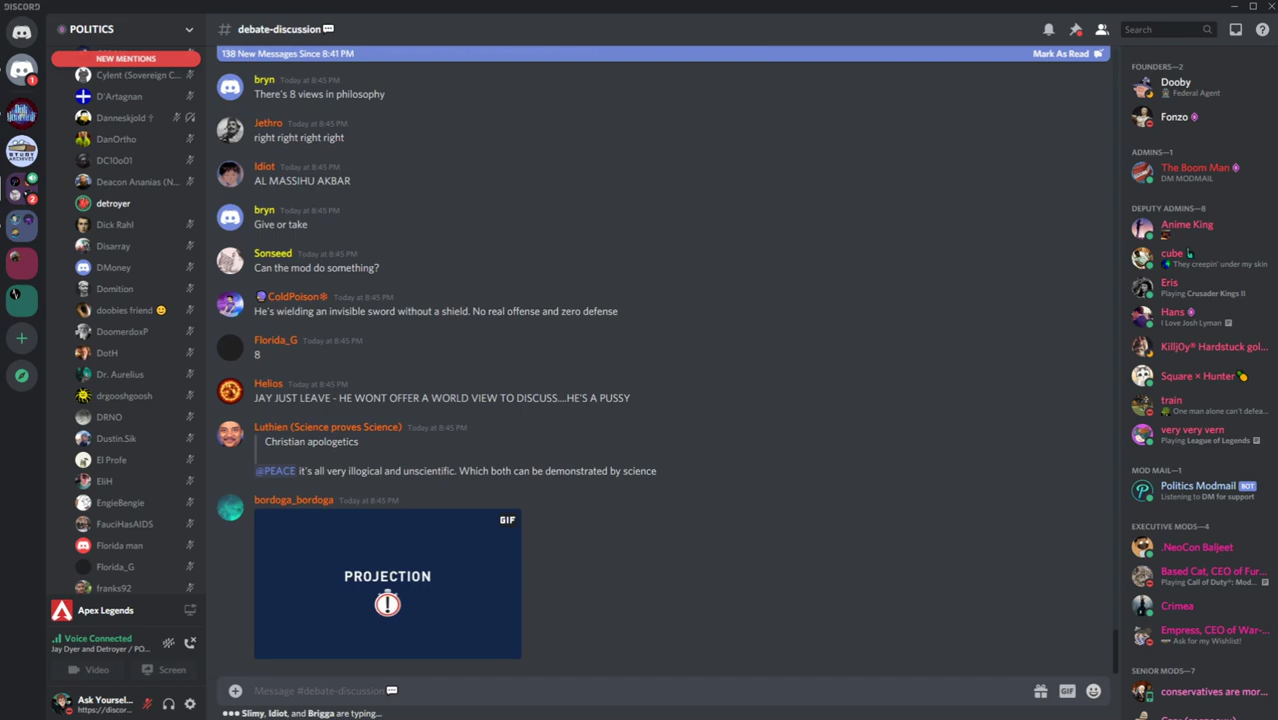 DISCORD
POLITICS
NEW MENTIONS
Cylent (Sovereign C...
D'Artagnan
Danneskjold †
DanOrtho
DC10o01
Deacon Ananias (N...
detroyer
Dick Rahl
Disarray
DMoney
Domition
doobies friend 😀
DoomerdoxP
DotH
Dr. Aurelius
drgooshgoosh
DRNO
Dustin.Sik
El Profe
EliH
EngieBengie
FauciHasAIDS
Florida man
Florida_G
franks92
Apex Legends
Voice Connected
Jay Dyer and Detroyer / PO...
Video
Screen
Ask Yoursel...
https://discor...
1
2
# debate-discussion 💬
Search
138 New Messages Since 8:41 PM
Mark As Read
bryn Today at 8:45 PM
There's 8 views in philosophy
Jethro Today at 8:45 PM
right right right right
Idiot Today at 8:45 PM
AL MASSIHU AKBAR
bryn Today at 8:45 PM
Give or take
Sonseed Today at 8:45 PM
Can the mod do something?
ColdPoison❄ Today at 8:45 PM
He's wielding an invisible sword without a shield. No real offense and zero defense
Florida_G Today at 8:45 PM
8
Helios Today at 8:45 PM
JAY JUST LEAVE - HE WONT OFFER A WORLD VIEW TO DISCUSS....HE'S A PUSSY
Luthien (Science proves Science) Today at 8:45 PM
Christian apologetics
@PEACE it's all very illogical and unscientific. Which both can be demonstrated by science
bordoga_bordoga Today at 8:45 PM
GIF
PROJECTION
Message #debate-discussion 💬
GIF
Slimy, Idiot, and Brigga are typing...
FOUNDERS—2
Dooby
Federal Agent
Fonzo
ADMINS—1
The Boom Man
DM MODMAIL
DEPUTY ADMINS—8
Anime King
cube
They creepin' under my skin
Eris
Playing Crusader Kings II
Hans
I Love Josh Lyman
Killj0y® Hardstuck gol...
Square × Hunter 🍍
train
One man alone can't defea...
very very vern
Playing League of Legends
MOD MAIL—1
Politics Modmail BOT
Listening to DM for support
EXECUTIVE MODS—4
.NeoCon Baljeet
Based Cat, CEO of Fur...
Playing Call of Duty®: Mod...
Crimea
Empress, CEO of War-...
Ask for my Wishlist!
SENIOR MODS—7
conservatives are mor...